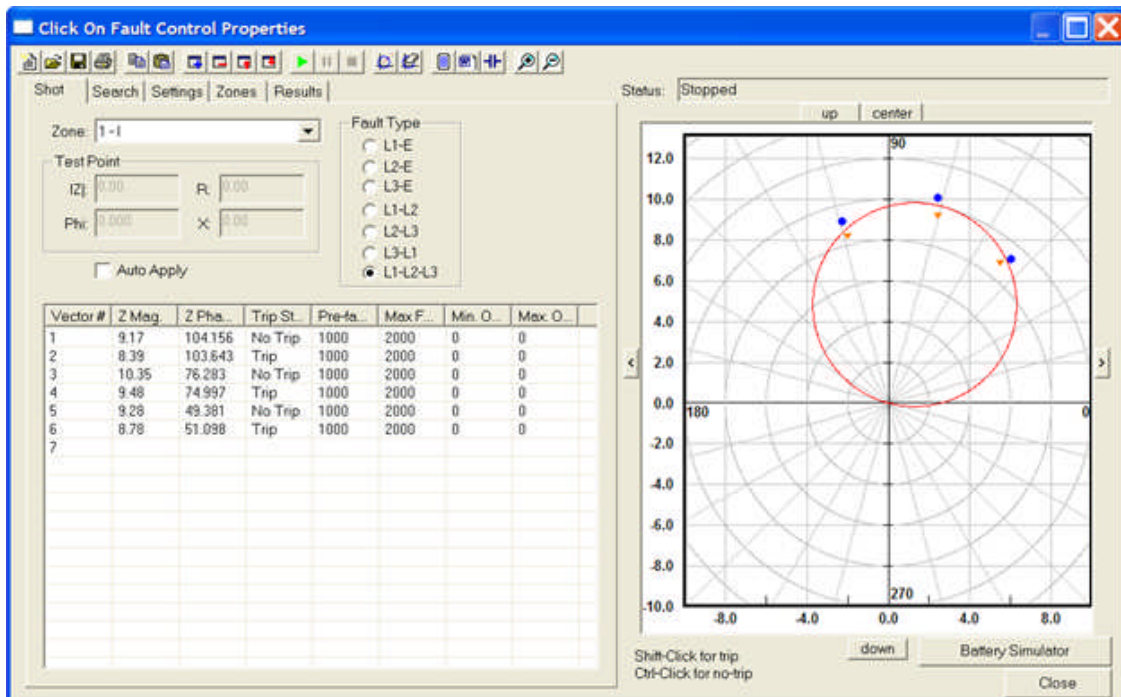 Click On Fault Control Properties
Shot Search Settings Zones Results
Status: Stopped
up center
Zone: 1 - I
Fault Type
L1-E
L2-E
L3-E
L1-L2
L2-L3
L3-L1
L1-L2-L3
Test Point
|Z|: 0.00 R: 0.00
Phi: 0.000 X: 0.00
Auto Apply
Vector # Z Mag. Z Pha... Trip St... Pre-fa... Max F... Min. O... Max. O...
1 9.17 104.156 No Trip 1000 2000 0 0
2 8.39 103.643 Trip 1000 2000 0 0
3 10.35 76.283 No Trip 1000 2000 0 0
4 9.48 74.997 Trip 1000 2000 0 0
5 9.28 49.381 No Trip 1000 2000 0 0
6 8.78 51.098 Trip 1000 2000 0 0
7
90
12.0
10.0
8.0
6.0
4.0
2.0
< >
0.0 180 0
-2.0
-4.0
-6.0
-8.0
270
-10.0
-8.0 -4.0 0.0 4.0 8.0
Shift-Click for trip
Ctrl-Click for no-trip
down Battery Simulator
Close